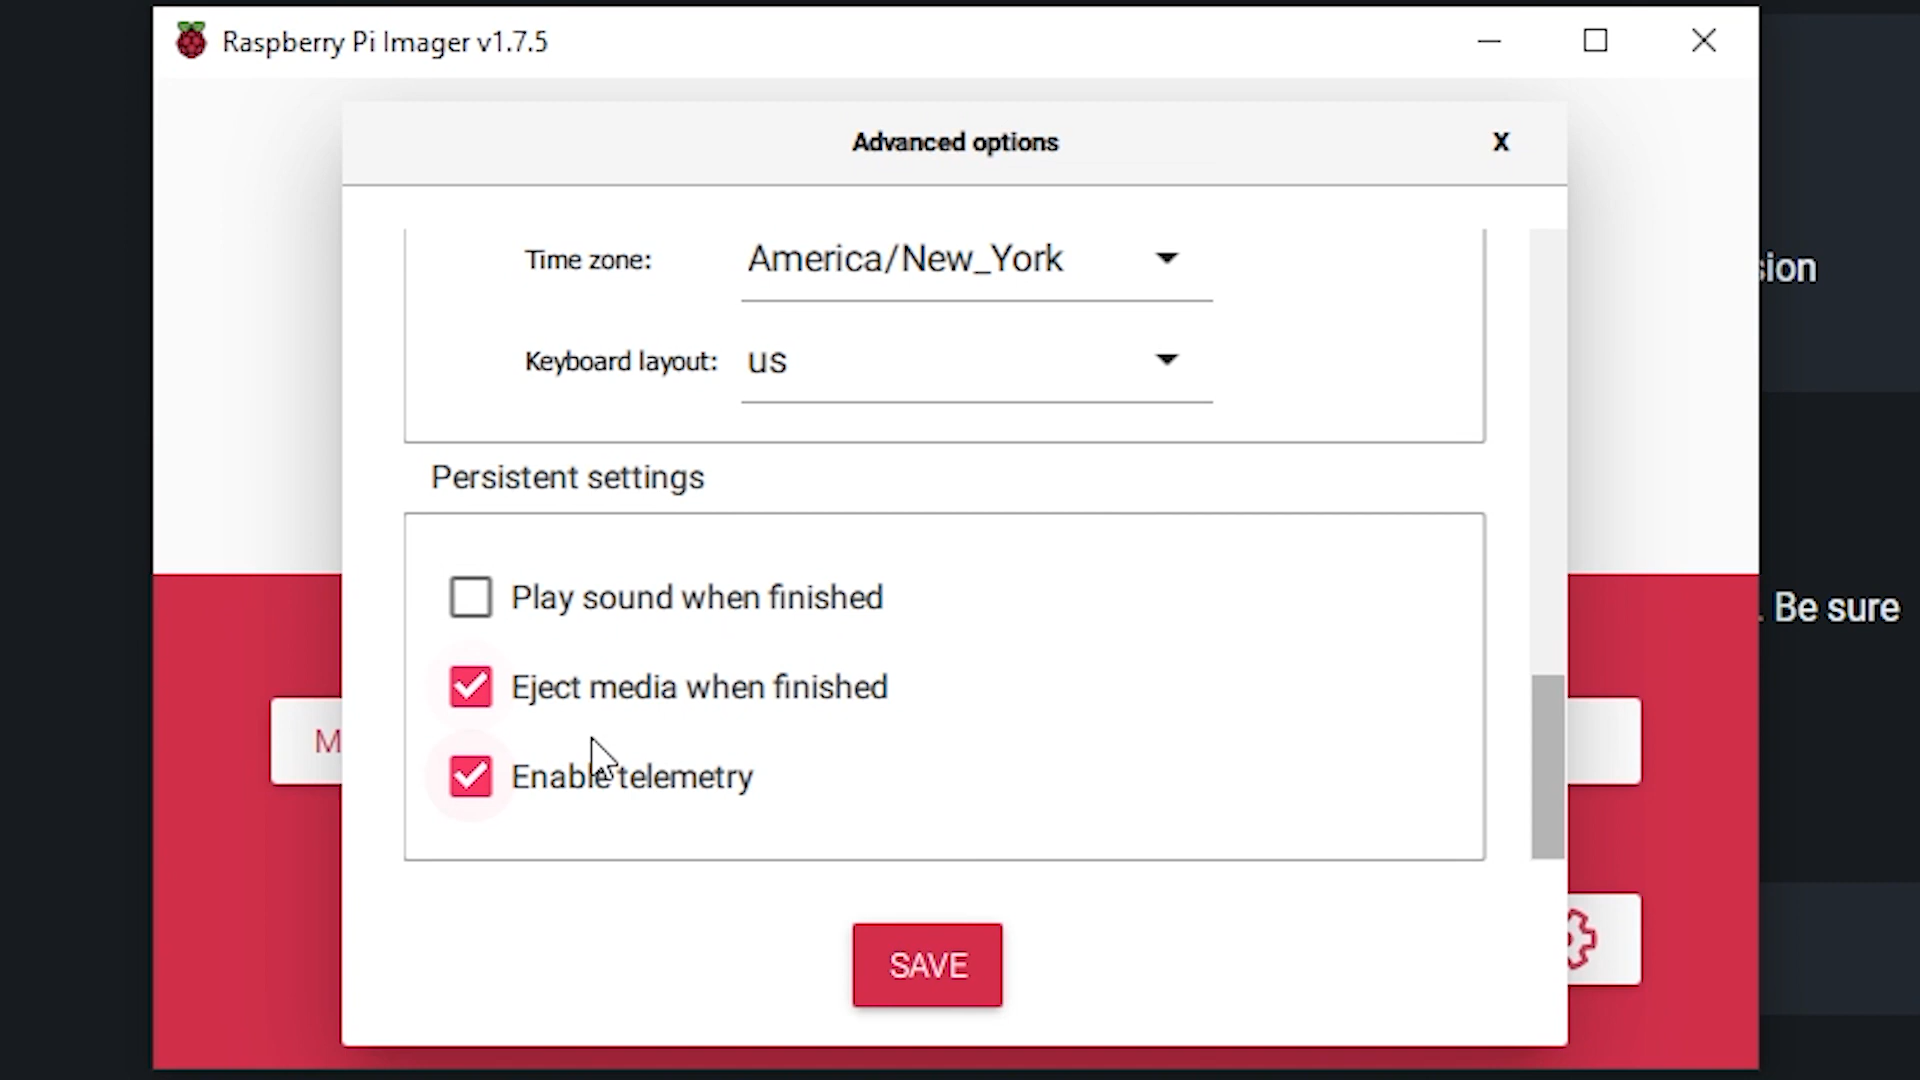 Raspberry Pi Imager v1.7.5
Advanced options
X
Time zone: America/New_York
Keyboard layout: us
Persistent settings
Play sound when finished
Eject media when finished
Enable telemetry
SAVE
M
sion
. Be sure